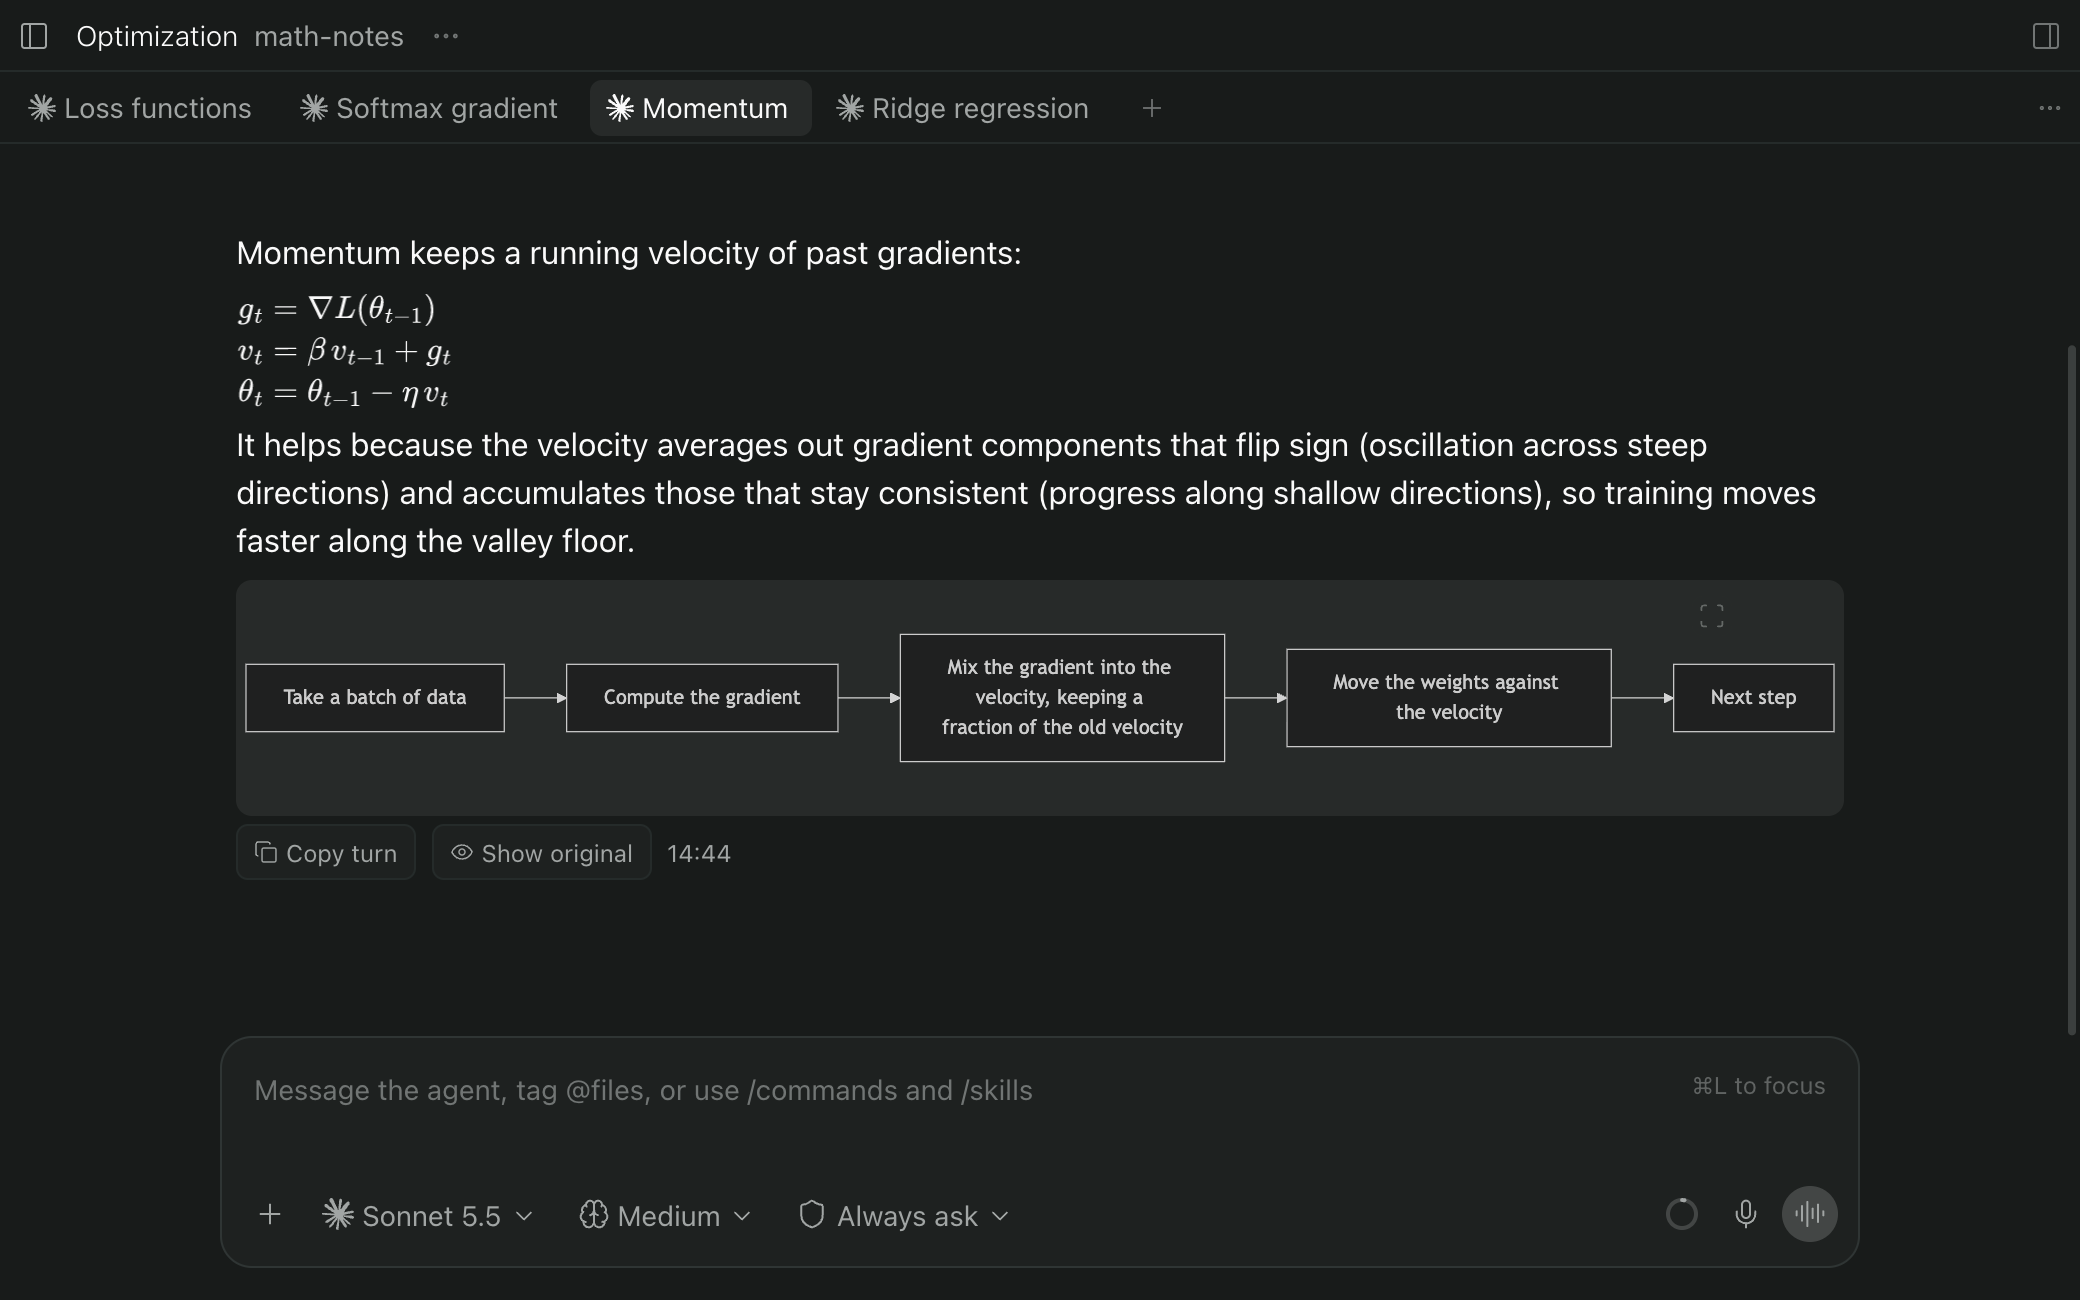 Optimization math-notes
Loss functions
Softmax gradient
Momentum
Ridge regression
Momentum keeps a running velocity of past gradients:
g_t = ∇L(θ_{t−1})
v_t = β v_{t−1} + g_t
θ_t = θ_{t−1} − η v_t
It helps because the velocity averages out gradient components that flip sign (oscillation across steep
directions) and accumulates those that stay consistent (progress along shallow directions), so training moves
faster along the valley floor.
Take a batch of data
Compute the gradient
Mix the gradient into the
velocity, keeping a
fraction of the old velocity
Move the weights against
the velocity
Next step
Copy turn
Show original
14:44
Message the agent, tag @files, or use /commands and /skills
⌘L to focus
Sonnet 5.5
Medium
Always ask